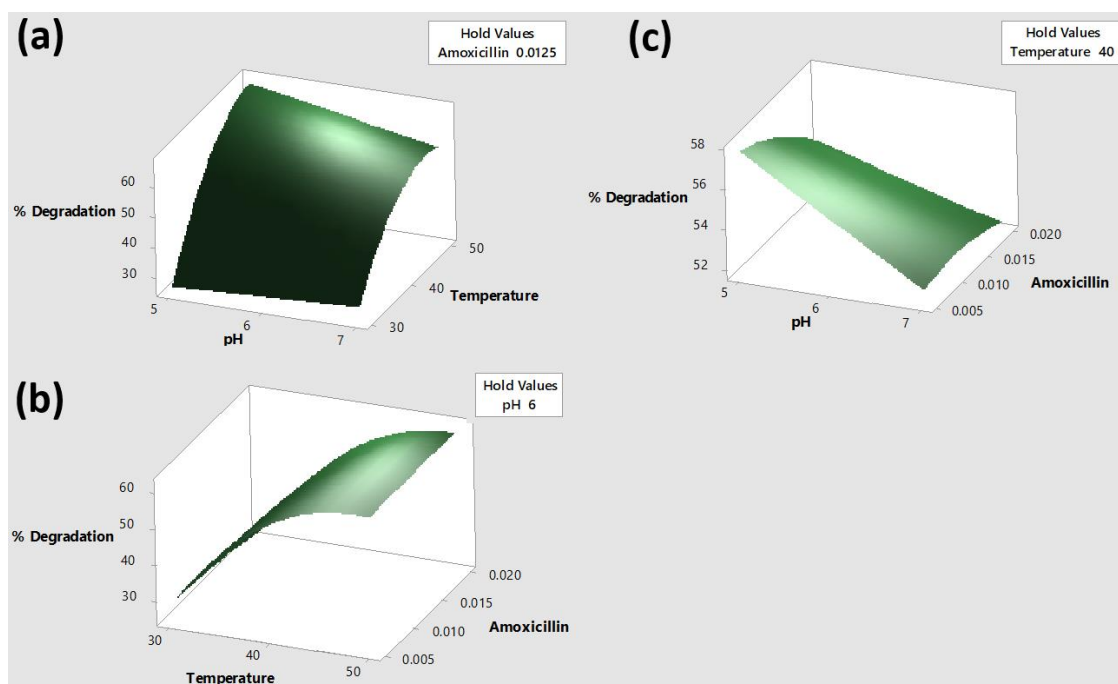 (a)
Hold Values
Amoxicillin 0.0125
60
50
40
30
% Degradation
5
6
7
pH
30
40
50
Temperature
(c)
Hold Values
Temperature 40
58
56
54
52
% Degradation
5
6
7
pH
0.005
0.010
0.015
0.020
Amoxicillin
(b)
Hold Values
pH 6
60
50
40
30
% Degradation
30
40
50
Temperature
0.005
0.010
0.015
0.020
Amoxicillin